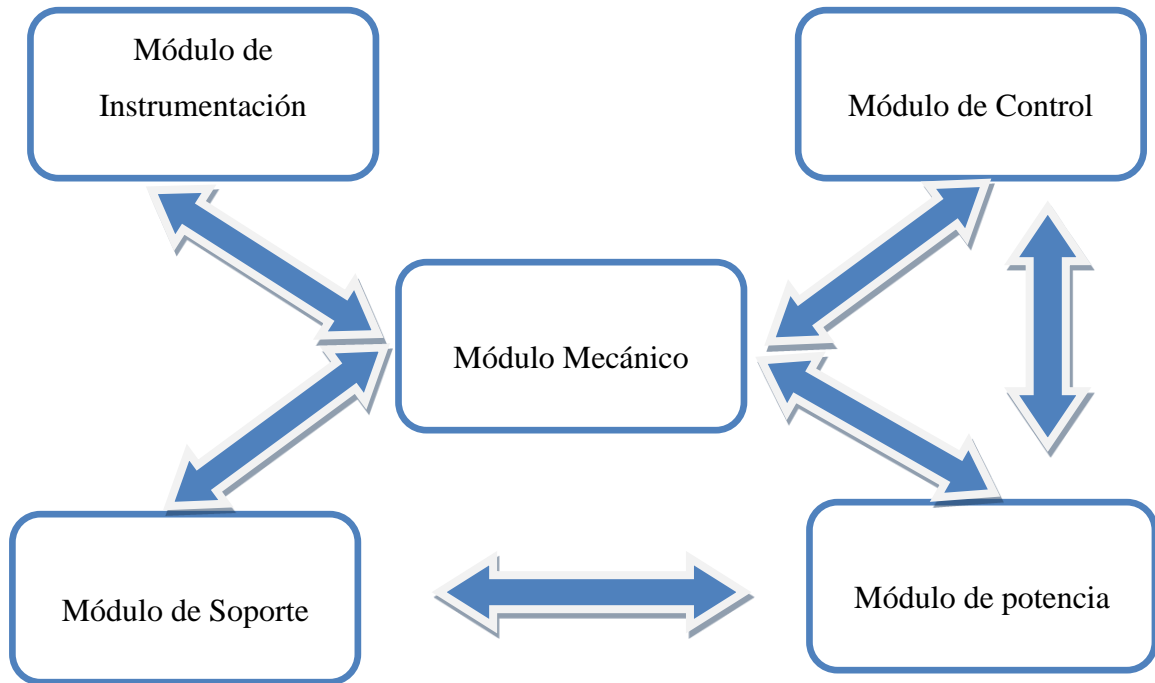 Módulo de
Instrumentación
Módulo de Control
Módulo Mecánico
Módulo de Soporte
Módulo de potencia